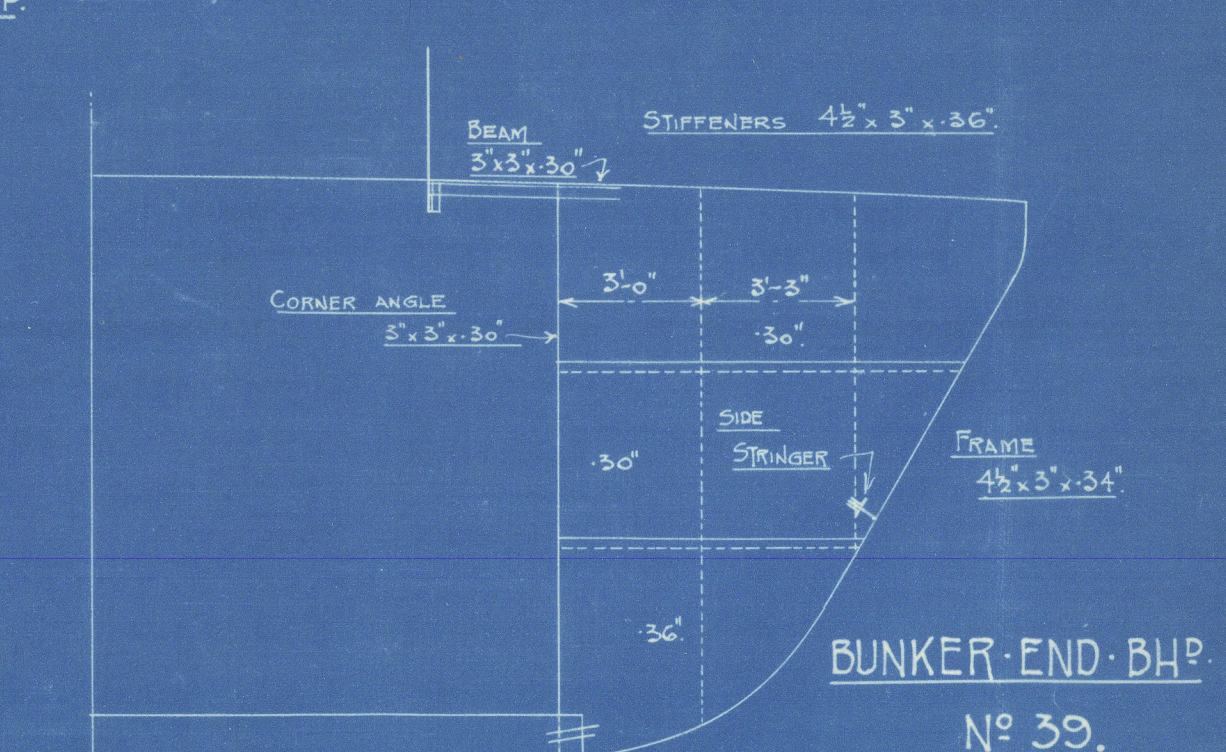 P.
STIFFENERS 4½" x 3" x .36".
BEAM
3" x 3" x .30"
3'-0"
3'-3"
CORNER ANGLE
3" x 3" x .30"
.30".
SIDE
STRINGER
.30"
FRAME
4½" x 3" x .34".
.36".
BUNKER·END·BHᴰ.
Nº 39.